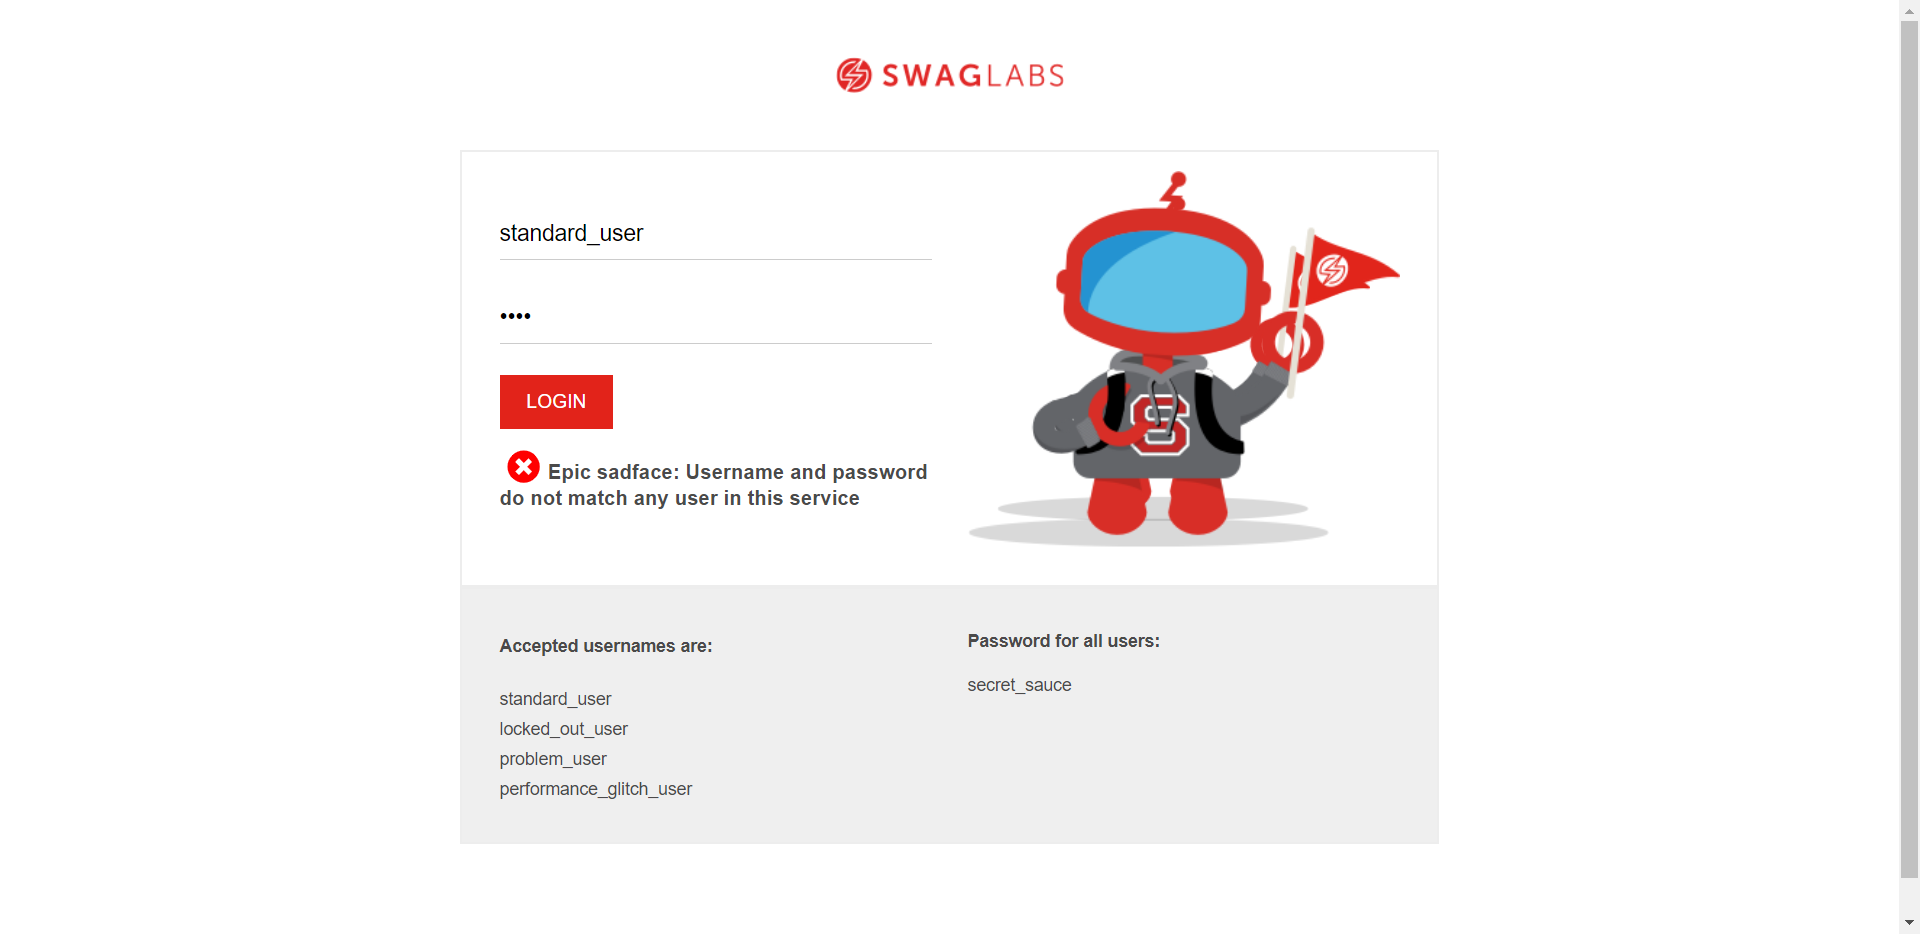 SWAGLABS
standard_user
••••
LOGIN
Epic sadface: Username and password
do not match any user in this service
S
Accepted usernames are:
standard_user
locked_out_user
problem_user
performance_glitch_user
Password for all users:
secret_sauce